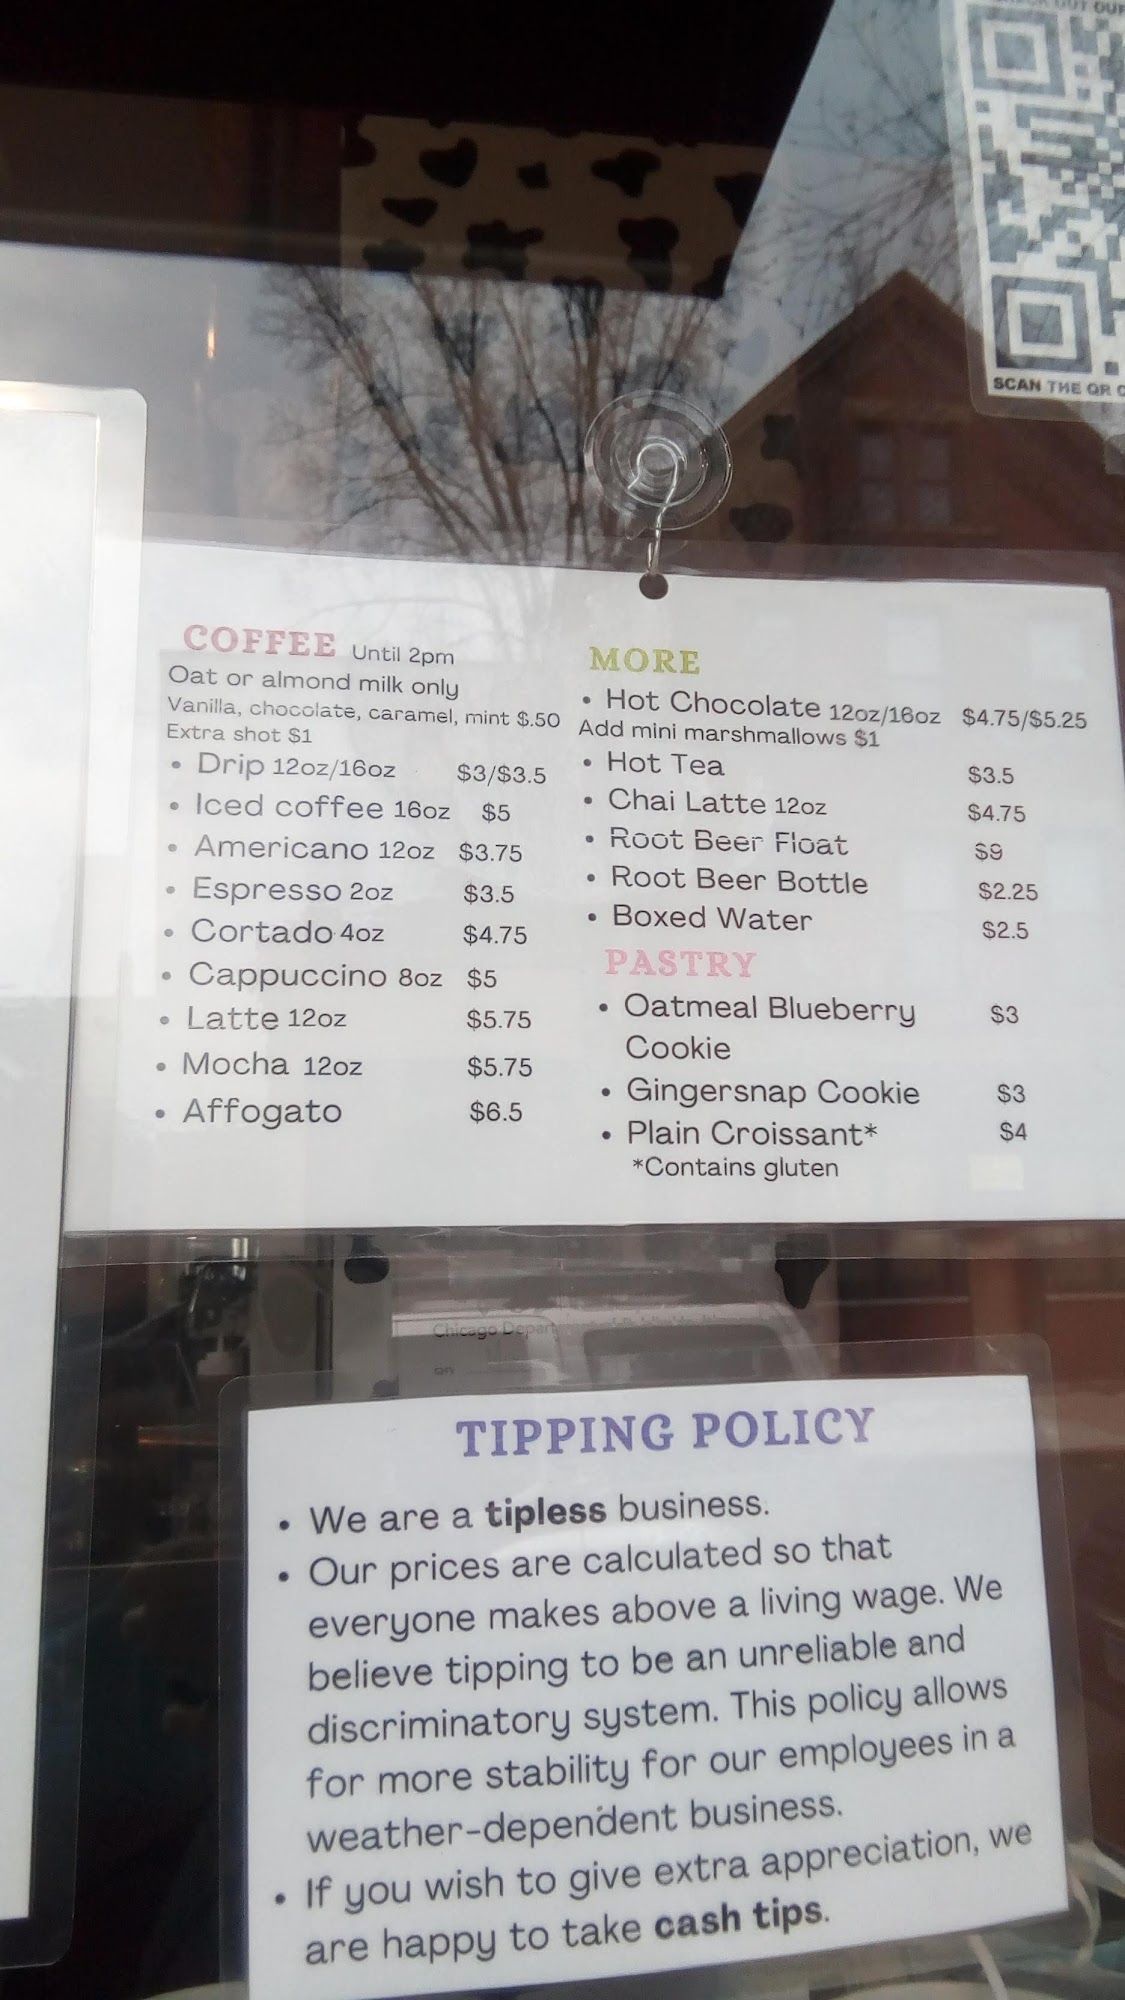 SCAN THE QR
COFFEE Until 2pm
Oat or almond milk only
Vanilla, chocolate, caramel, mint $.50
Extra shot $1
• Drip 12oz/16oz $3/$3.5
• Iced coffee 16oz $5
• Americano 12oz $3.75
• Espresso 2oz $3.5
• Cortado 4oz $4.75
• Cappuccino 8oz $5
• Latte 12oz $5.75
• Mocha 12oz $5.75
• Affogato $6.5
MORE
• Hot Chocolate 12oz/16oz $4.75/$5.25
Add mini marshmallows $1
• Hot Tea $3.5
• Chai Latte 12oz $4.75
• Root Beer Float $9
• Root Beer Bottle $2.25
• Boxed Water $2.5
PASTRY
• Oatmeal Blueberry $3
Cookie
• Gingersnap Cookie $3
• Plain Croissant* $4
*Contains gluten
Chicago
TIPPING POLICY
• We are a tipless business.
• Our prices are calculated so that
everyone makes above a living wage. We
believe tipping to be an unreliable and
discriminatory system. This policy allows
for more stability for our employees in a
weather-dependent business.
• If you wish to give extra appreciation, we
are happy to take cash tips.